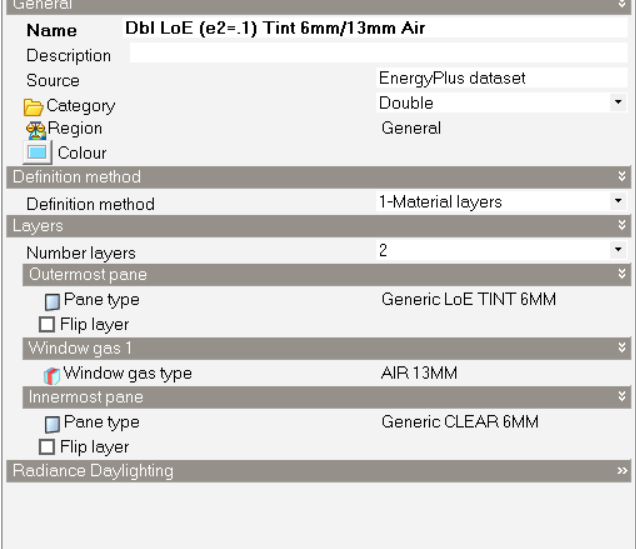 General
Name Dbl LoE (e2=.1) Tint 6mm/13mm Air
Description
Source EnergyPlus dataset
Category Double
Region General
Colour
Definition method
Definition method 1-Material layers
Layers
Number layers 2
Outermost pane
Pane type Generic LoE TINT 6MM
Flip layer
Window gas 1
Window gas type AIR 13MM
Innermost pane
Pane type Generic CLEAR 6MM
Flip layer
Radiance Daylighting